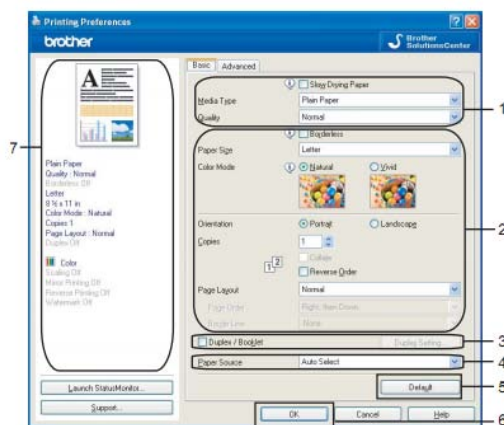 Printing Preferences
brother
Brother
SolutionsCenter
Basic
Advanced
Slow Drying Paper
Media Type
Plain Paper
Quality
Normal
1
Borderless
Paper Size
Letter
Color Mode
Natural
Vivid
Orientation
Portrait
Landscape
2
Copies
1
Collate
Reverse Order
Page Layout
Normal
Page Order
Right, then Down
Border Line
None
Duplex / Booklet
Duplex Setting...
3
Paper Source
Auto Select
4
Default
5
OK
Cancel
Help
6
7
Plain Paper
Quality : Normal
Borderless Off
Letter
8 ½ x 11 in
Color Mode : Natural
Copies 1
Page Layout : Normal
Duplex Off
Color
Scaling Off
Mirror Printing Off
Reverse Printing Off
Watermark Off
Launch StatusMonitor...
Support...